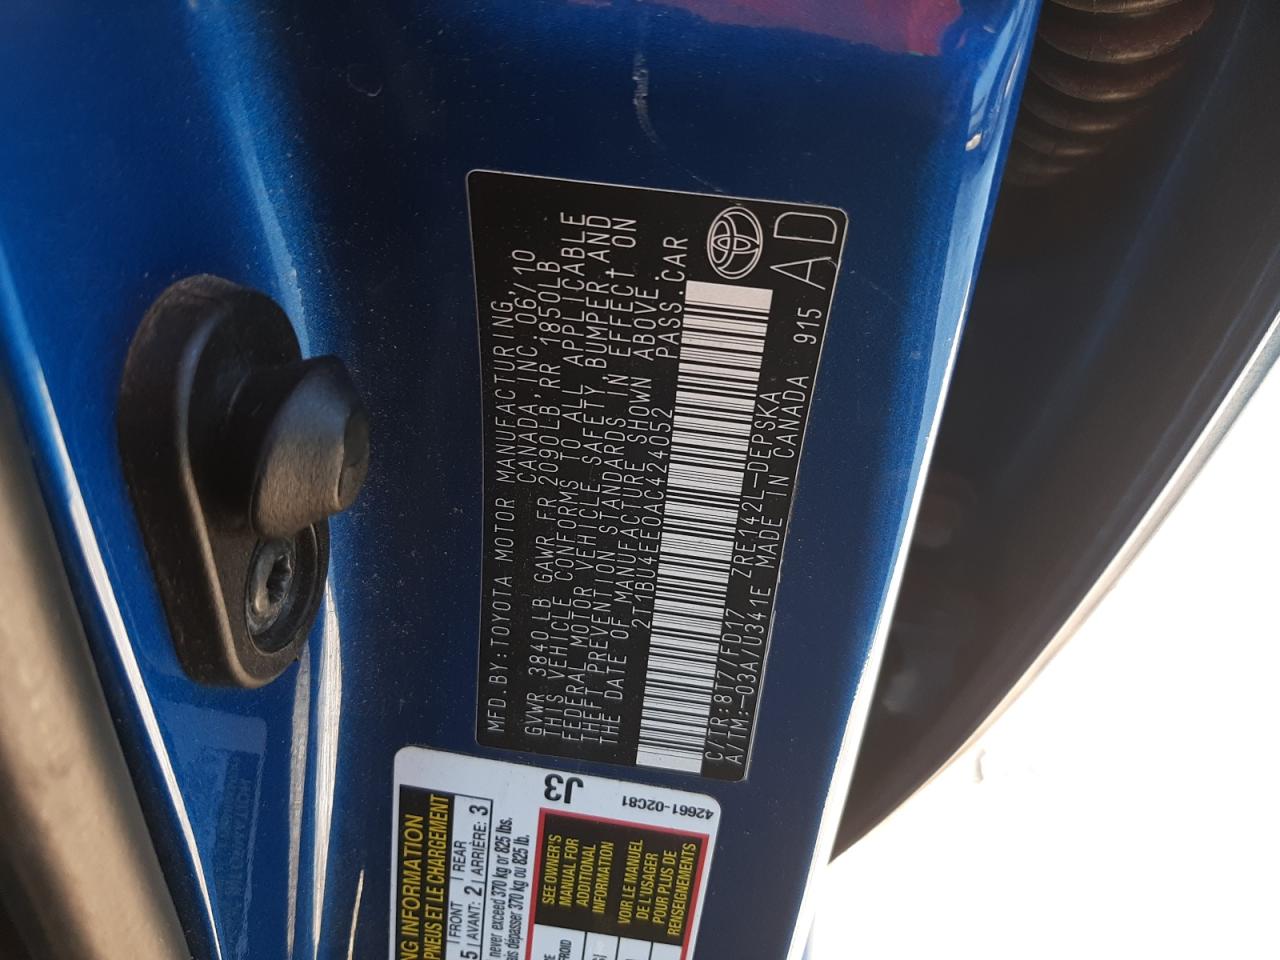 MFD.BY:TOYOTA MOTOR MANUFACTURING,
CANADA,INC.06/10
GVWR 3840LB GAWR FR 2090LB,RR 1850LB
THIS VEHICLE CONFORMS TO ALL APPLICABLE
FEDERAL MOTOR VEHICLE SAFETY,BUMPER,AND
THEFT PREVENTION STANDARDS IN EFFECT ON
THE DATE OF MANUFACTURE SHOWN ABOVE.
2T1BU4EE0AC424052 PASS.CAR
C/TR:8T7/FD17 ZRE142L-DEPSKA
A/TM:-03A/U341E MADE IN CANADA 915
AD
J3
42661-02C81
NG INFORMATION
PNEUS ET LE CHARGEMENT
5 FRONT REAR
AVANT: 2 ARRIÈRE: 3
never exceed 370 kg or 825 lbs.
ais dépasser 370 kg ou 825 lb.
SEE OWNER'S
MANUAL FOR
ADDITIONAL
INFORMATION
VOIR LE MANUEL
DE L'USAGER
POUR PLUS DE
RENSEIGNEMENTS